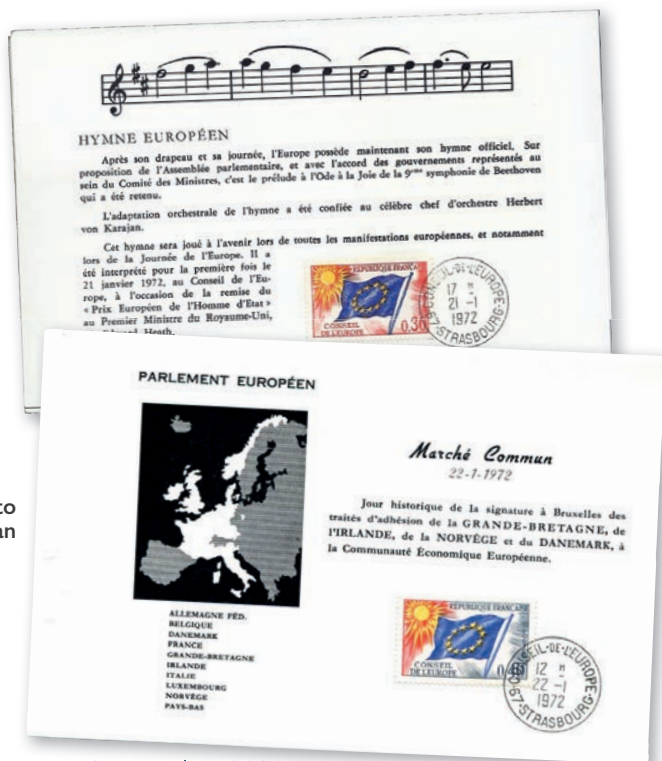 HYMNE EUROPÉEN
Après son drapeau et sa journée, l'Europe possède maintenant son hymne officiel. Sur
proposition de l'Assemblée parlementaire, et avec l'accord des gouvernements représentés au
sein du Comité des Ministres, c'est le prélude à l'Ode à la Joie de la 9me symphonie de Beethoven
qui a été retenu.
L'adaptation orchestrale de l'hymne a été confiée au célèbre chef d'orchestre Herbert
von Karajan.
Cet hymne sera joué à l'avenir lors de toutes les manifestations européennes, et notamment
lors de la Journée de l'Europe. Il a
été interprété pour la première fois le
21 janvier 1972, au Conseil de l'Eu-
rope, à l'occasion de la remise du
« Prix Européen de l'Homme d'Etat »
au Premier Ministre du Royaume-Uni,
Heath.
REPUBLIQUE FRANCA
CONSEIL
DE L'EUROPE
0,30
CONSEIL-DE-L'EUROPE
17 H
21 -1
1972
STRASBOURG
to
an
PARLEMENT EUROPÉEN
ALLEMAGNE FÉD.
BELGIQUE
DANEMARK
FRANCE
GRANDE-BRETAGNE
IRLANDE
ITALIE
LUXEMBOURG
NORVÈGE
PAYS-BAS
Marché Commun
22-1-1972
Jour historique de la signature à Bruxelles des
traités d'adhésion de la GRANDE-BRETAGNE, de
l'IRLANDE, de la NORVÈGE et du DANEMARK, à
la Communauté Économique Européenne.
REPUBLIQUE FRANCAISE
CONSEIL
DE L'EUROPE
CONSEIL-DE-L'EUROPE
12 H
22 -1
1972
67-STRASBOURG